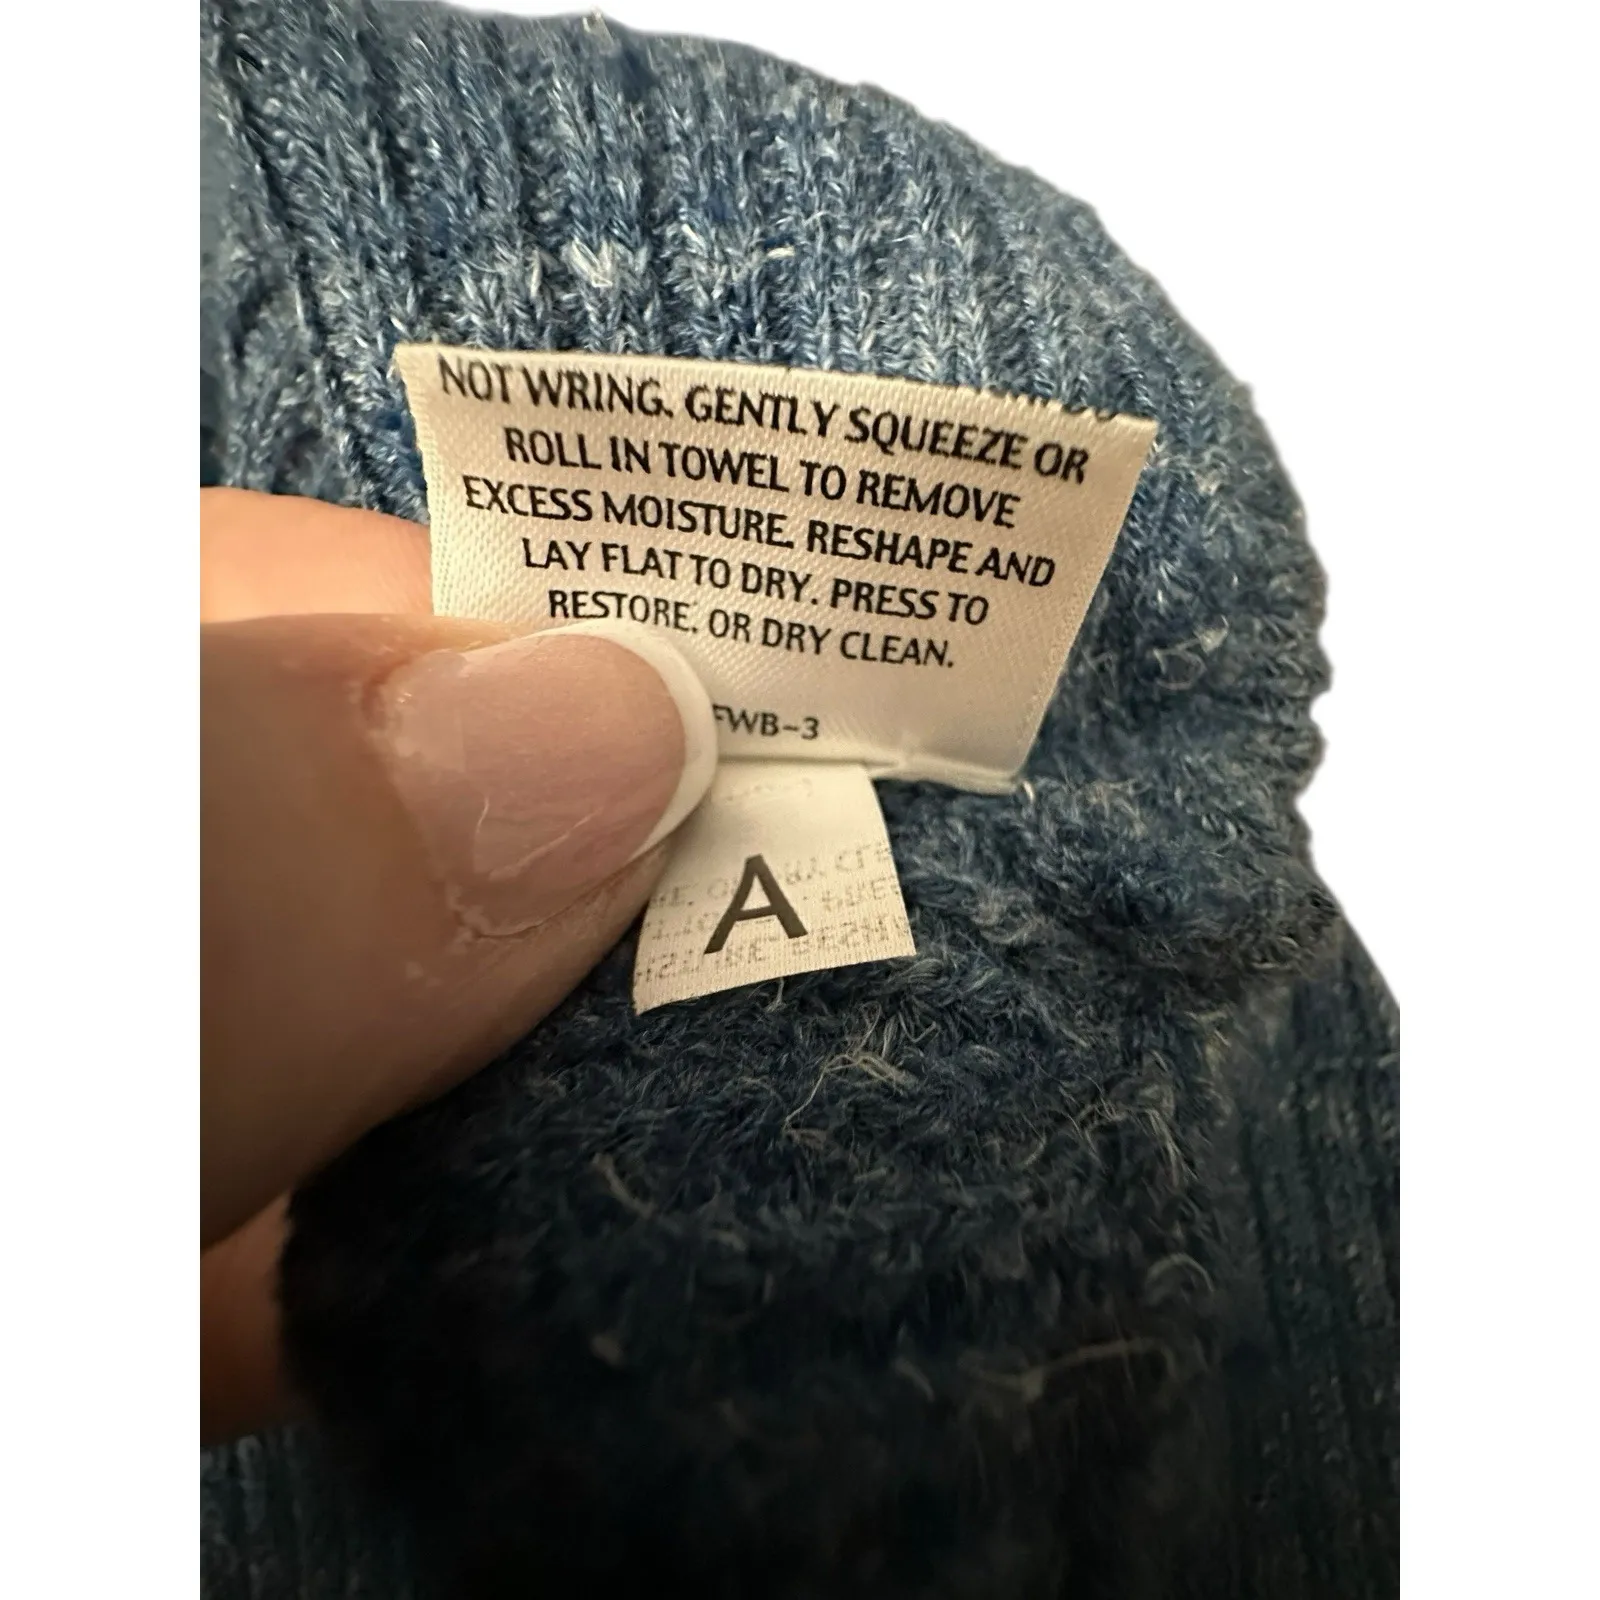 NOT WRING. GENTLY SQUEEZE OR
ROLL IN TOWEL TO REMOVE
EXCESS MOISTURE. RESHAPE AND
LAY FLAT TO DRY. PRESS TO
RESTORE. OR DRY CLEAN.
FWB-3
A